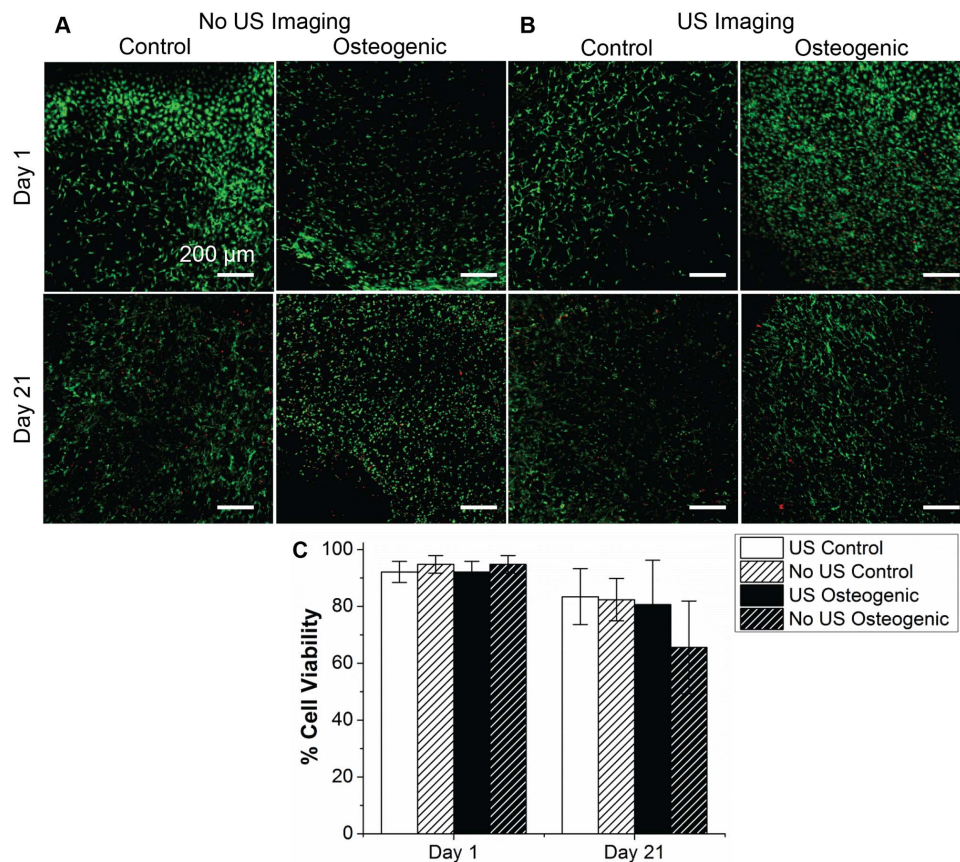 A No US Imaging B US Imaging
Control Osteogenic Control Osteogenic
Day 1
200 µm
Day 21
C
US Control
No US Control
US Osteogenic
No US Osteogenic
% Cell Viability
100
80
60
40
20
0
Day 1 Day 21